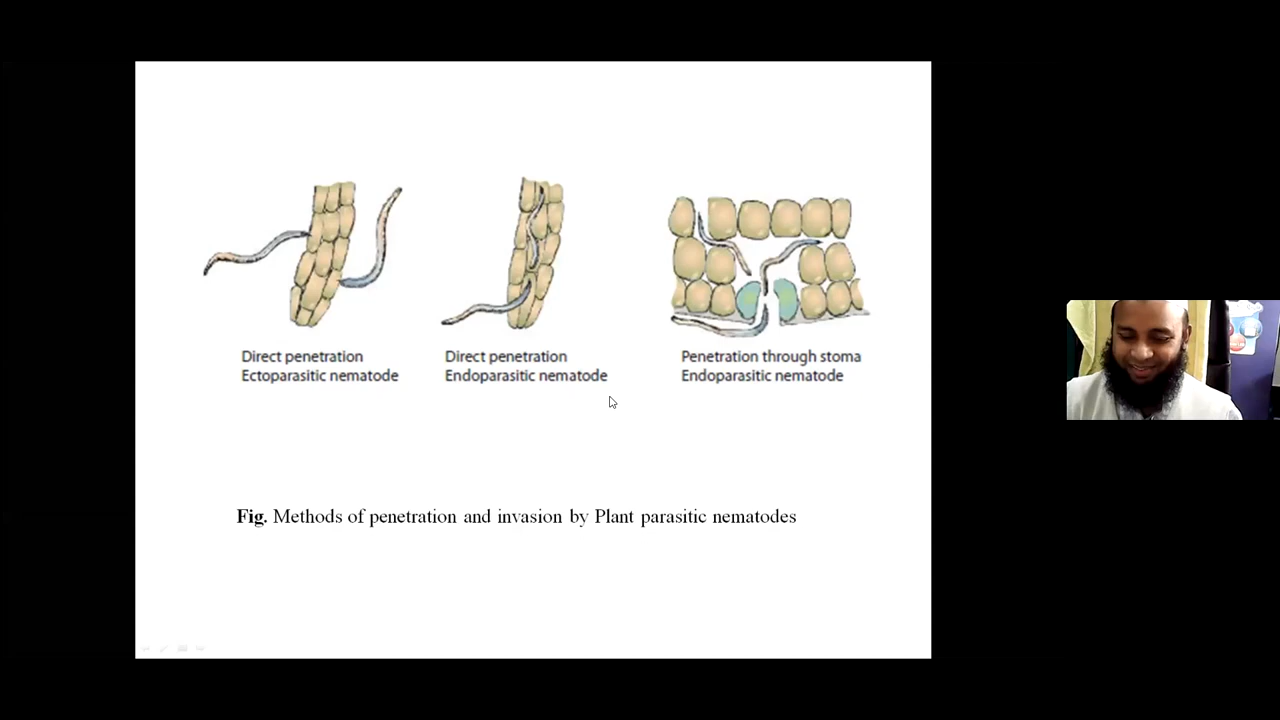 Direct penetration
Ectoparasitic nematode
Direct penetration
Endoparasitic nematode
Penetration through stoma
Endoparasitic nematode
Fig. Methods of penetration and invasion by Plant parasitic nematodes